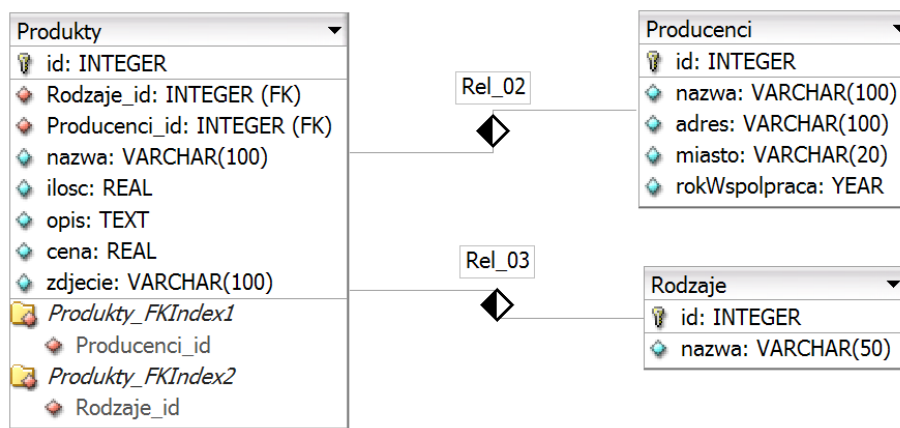 Produkty
id: INTEGER
Rodzaje_id: INTEGER (FK)
Producenci_id: INTEGER (FK)
nazwa: VARCHAR(100)
ilosc: REAL
opis: TEXT
cena: REAL
zdjecie: VARCHAR(100)
Produkty_FKIndex1
Producenci_id
Produkty_FKIndex2
Rodzaje_id
Rel_02
Rel_03
Producenci
id: INTEGER
nazwa: VARCHAR(100)
adres: VARCHAR(100)
miasto: VARCHAR(20)
rokWspolpraca: YEAR
Rodzaje
id: INTEGER
nazwa: VARCHAR(50)